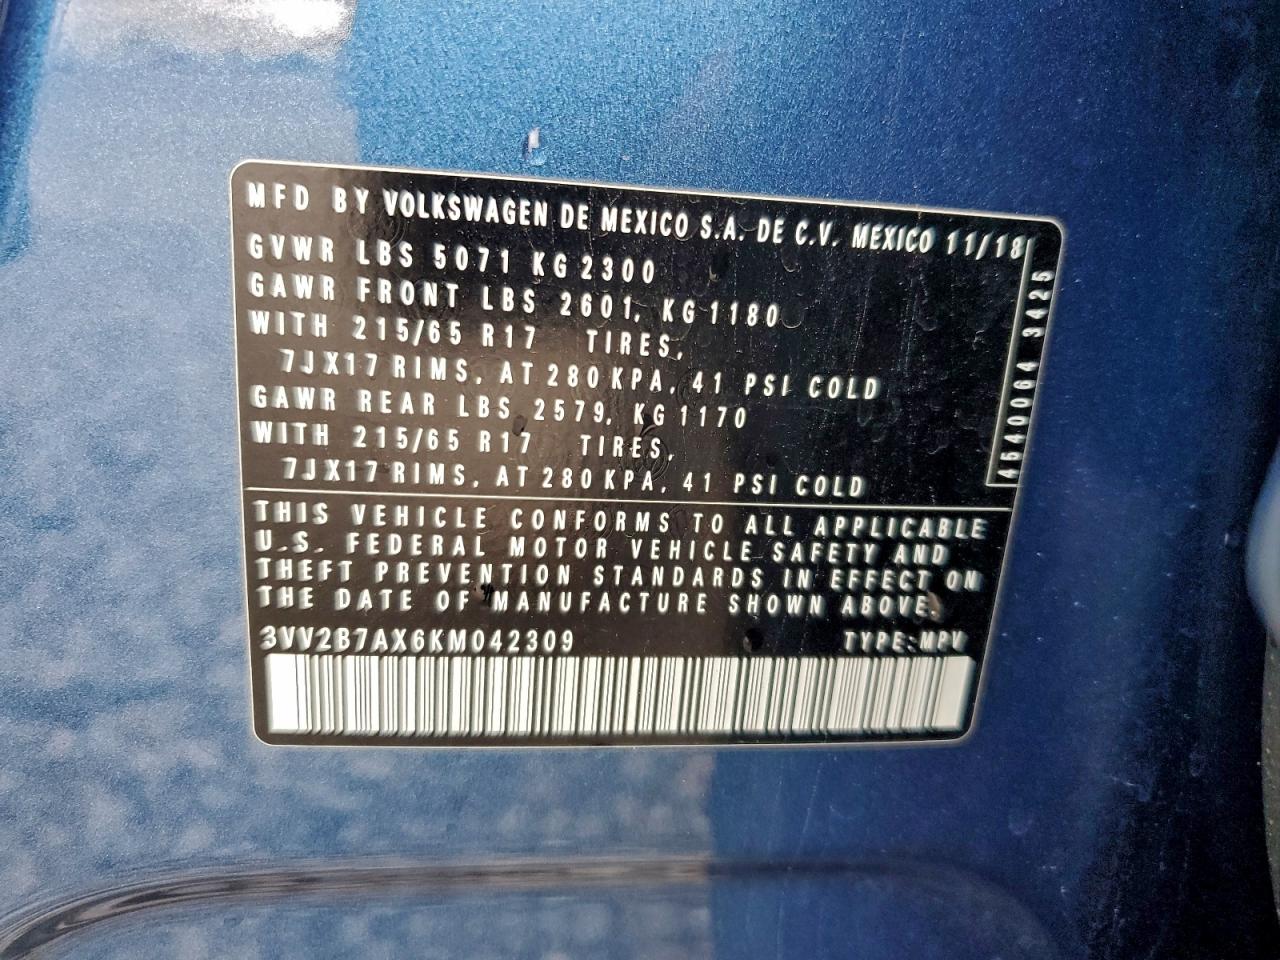 MFD BY VOLKSWAGEN DE MEXICO S.A. DE C.V. MEXICO 11/18
GVWR LBS 5071 KG 2300
GAWR FRONT LBS 2601, KG 1180
WITH 215/65 R17 TIRES,
7JX17 RIMS, AT 280 KPA, 41 PSI COLD
GAWR REAR LBS 2579, KG 1170
WITH 215/65 R17 TIRES,
7JX17 RIMS, AT 280 KPA, 41 PSI COLD
4540064 3425
THIS VEHICLE CONFORMS TO ALL APPLICABLE
U.S. FEDERAL MOTOR VEHICLE SAFETY AND
THEFT PREVENTION STANDARDS IN EFFECT ON
THE DATE OF MANUFACTURE SHOWN ABOVE.
3VV2B7AX6KM042309 TYPE:MPV